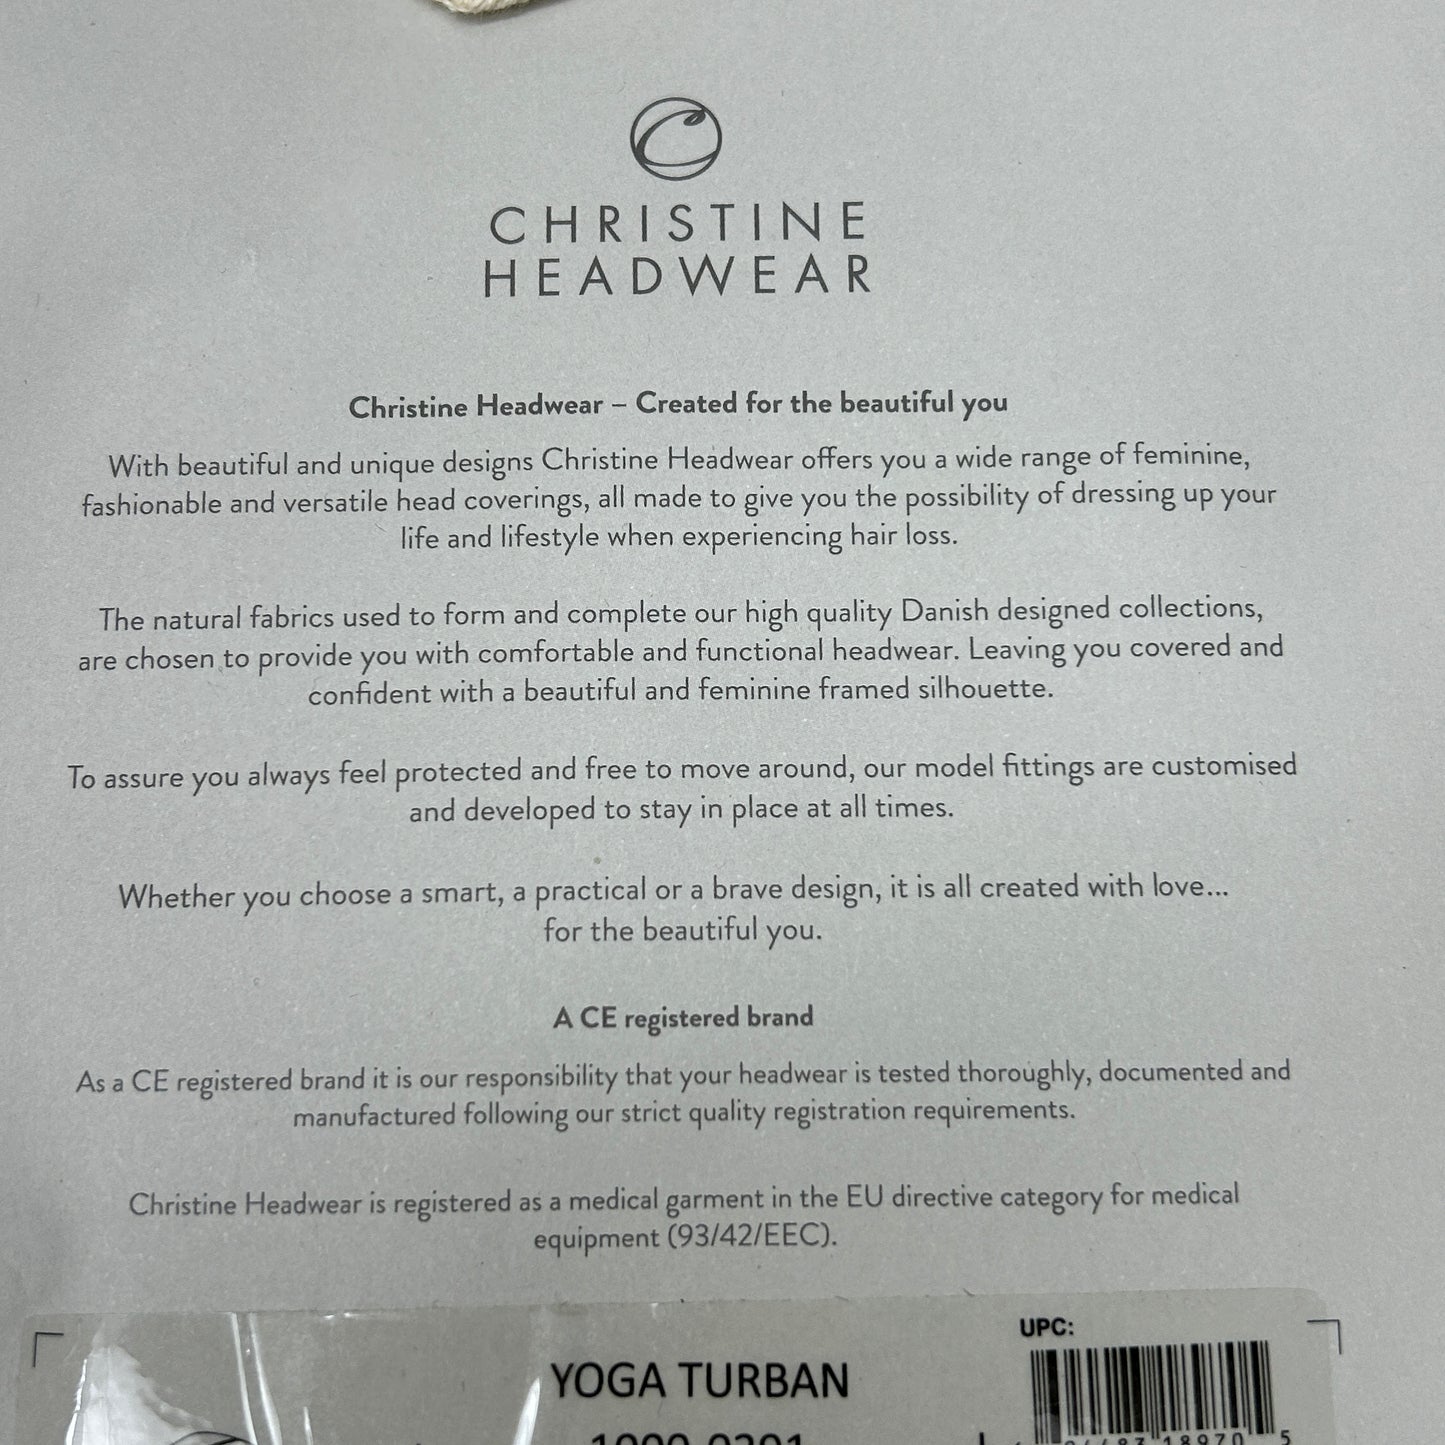 CHRISTINE
HEADWEAR
Christine Headwear – Created for the beautiful you
With beautiful and unique designs Christine Headwear offers you a wide range of feminine,
fashionable and versatile head coverings, all made to give you the possibility of dressing up your
life and lifestyle when experiencing hair loss.
The natural fabrics used to form and complete our high quality Danish designed collections,
are chosen to provide you with comfortable and functional headwear. Leaving you covered and
confident with a beautiful and feminine framed silhouette.
To assure you always feel protected and free to move around, our model fittings are customised
and developed to stay in place at all times.
Whether you choose a smart, a practical or a brave design, it is all created with love...
for the beautiful you.
A CE registered brand
As a CE registered brand it is our responsibility that your headwear is tested thoroughly, documented and
manufactured following our strict quality registration requirements.
Christine Headwear is registered as a medical garment in the EU directive category for medical
equipment (93/42/EEC).
UPC:
YOGA TURBAN
18970 5